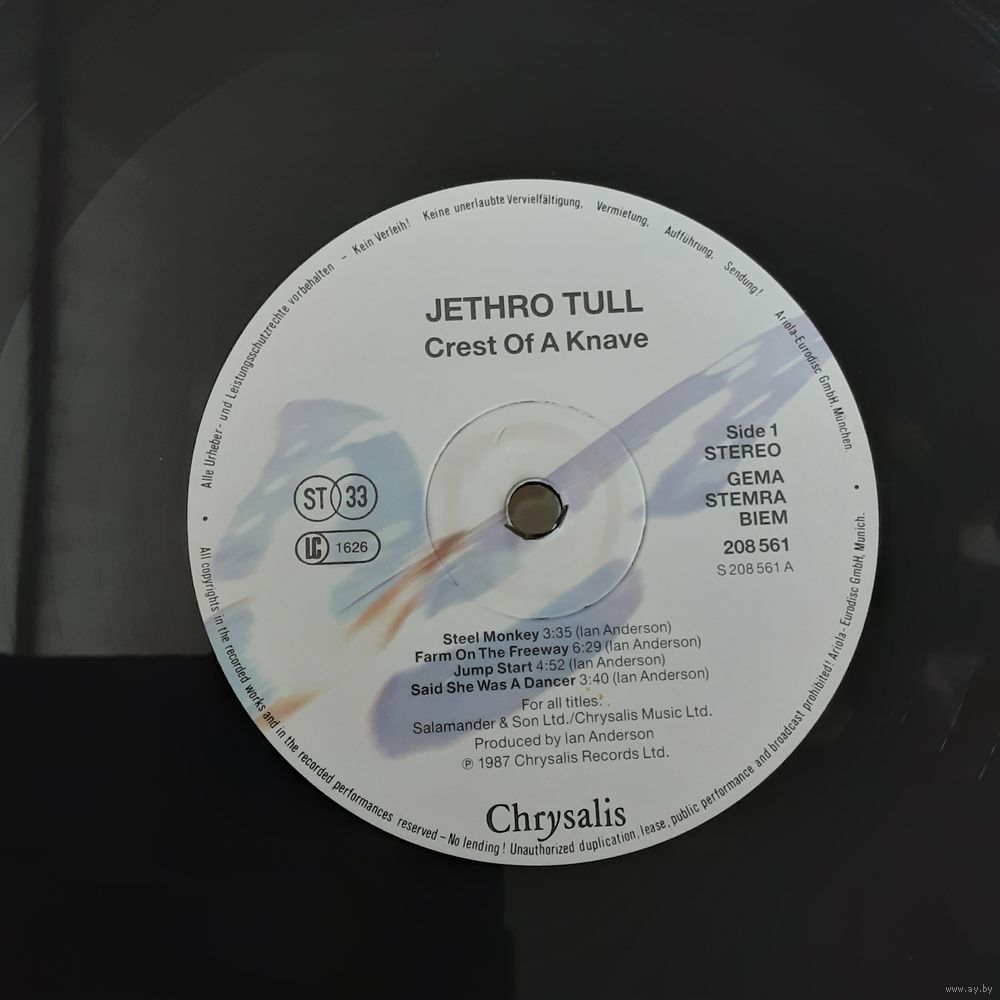 Alle Urheber- und Leistungsschutzrechte vorbehalten - Kein Verleih! Keine unerlaubte Vervielfältigung, Vermietung, Aufführung, Sendung! Ariola-Eurodisc GmbH, München.
JETHRO TULL
Crest Of A Knave
Side 1
STEREO
GEMA
STEMRA
BIEM
208 561
S 208 561 A
ST 33
LC 1626
Steel Monkey 3:35 (Ian Anderson)
Farm On The Freeway 6:29 (Ian Anderson)
Jump Start 4:52 (Ian Anderson)
Said She Was A Dancer 3:40 (Ian Anderson)
For all titles:
Salamander & Son Ltd./Chrysalis Music Ltd.
Produced by Ian Anderson
℗ 1987 Chrysalis Records Ltd.
Chrysalis
All copyrights in the recorded works and in the recorded performances reserved - No lending! Unauthorized duplication, lease, public performance and broadcast prohibited! Ariola-Eurodisc GmbH, Munich.
www.ay.by